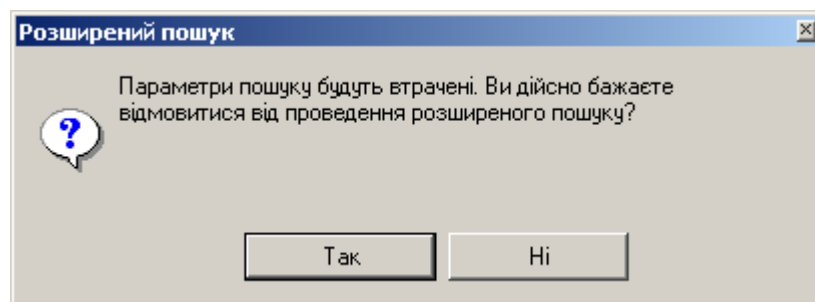 Розширений пошук
Параметри пошуку будуть втрачені. Ви дійсно бажаєте
відмовитися від проведення розширеного пошуку?
Так
Ні